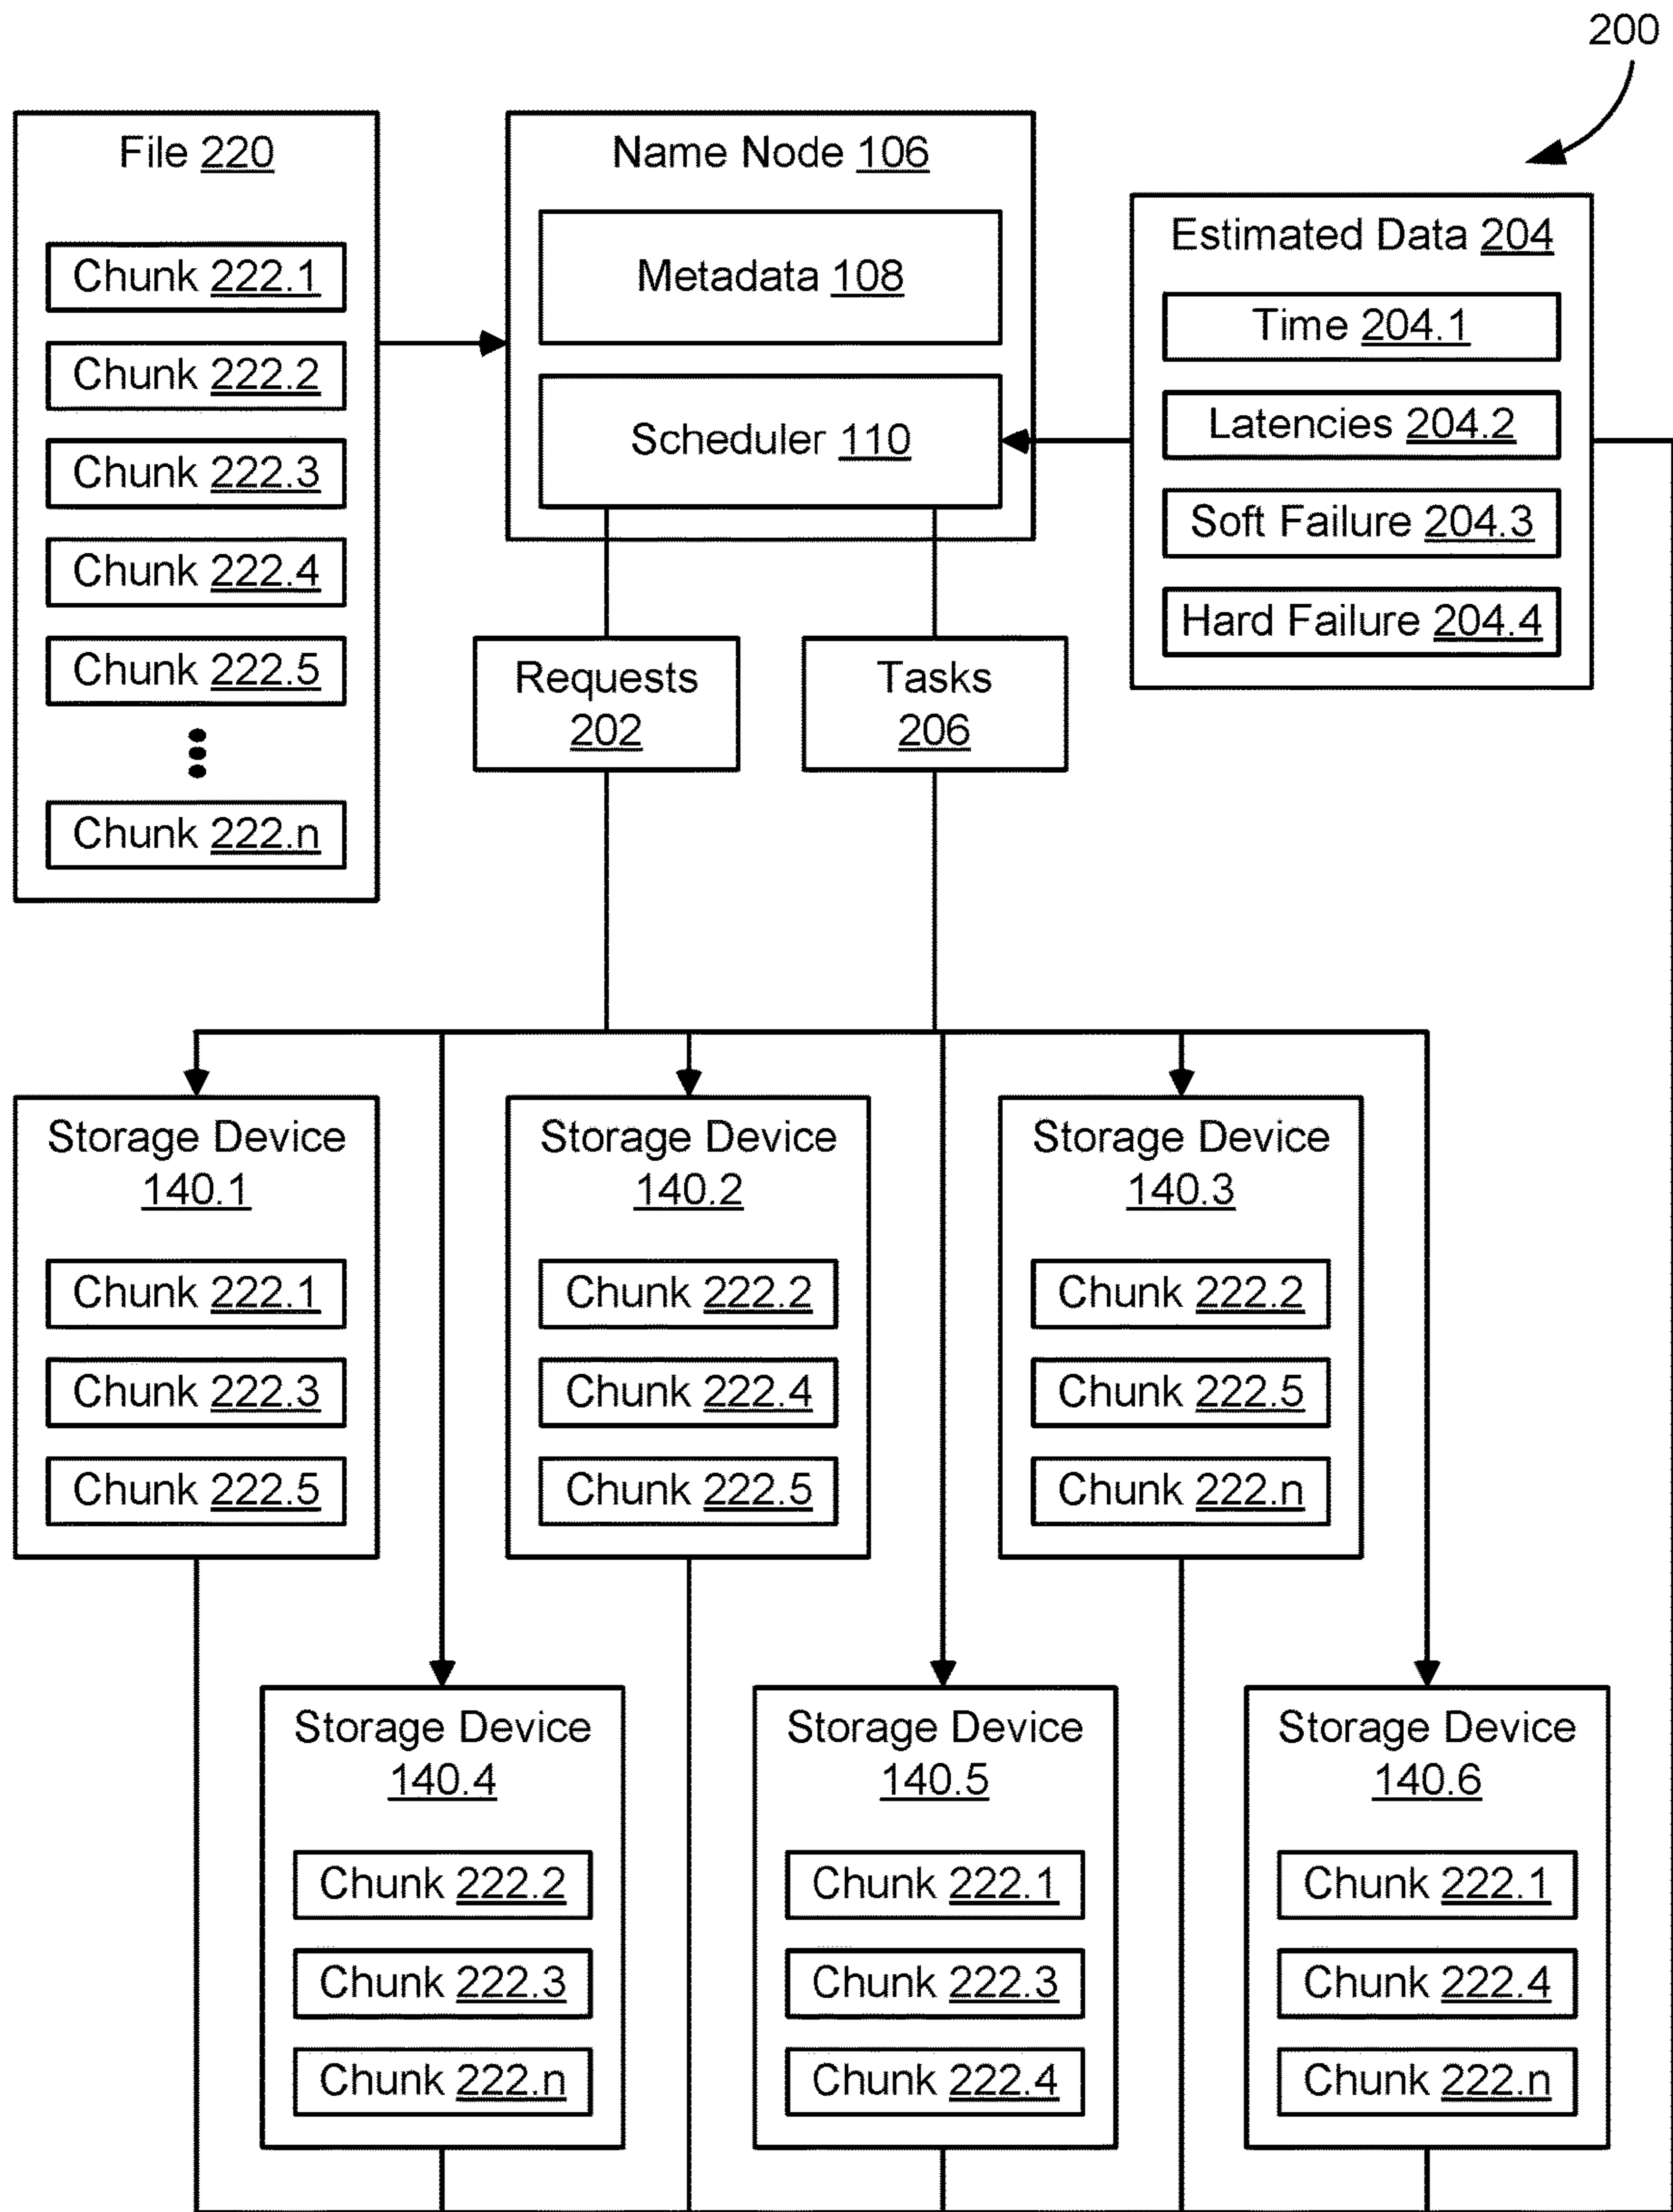 200
File 220
Chunk 222.1
Chunk 222.2
Chunk 222.3
Chunk 222.4
Chunk 222.5
Chunk 222.n
Name Node 106
Metadata 108
Scheduler 110
Estimated Data 204
Time 204.1
Latencies 204.2
Soft Failure 204.3
Hard Failure 204.4
Requests
202
Tasks
206
Storage Device
140.1
Chunk 222.1
Chunk 222.3
Chunk 222.5
Storage Device
140.2
Chunk 222.2
Chunk 222.4
Chunk 222.5
Storage Device
140.3
Chunk 222.2
Chunk 222.5
Chunk 222.n
Storage Device
140.4
Chunk 222.2
Chunk 222.3
Chunk 222.n
Storage Device
140.5
Chunk 222.1
Chunk 222.3
Chunk 222.4
Storage Device
140.6
Chunk 222.1
Chunk 222.4
Chunk 222.n